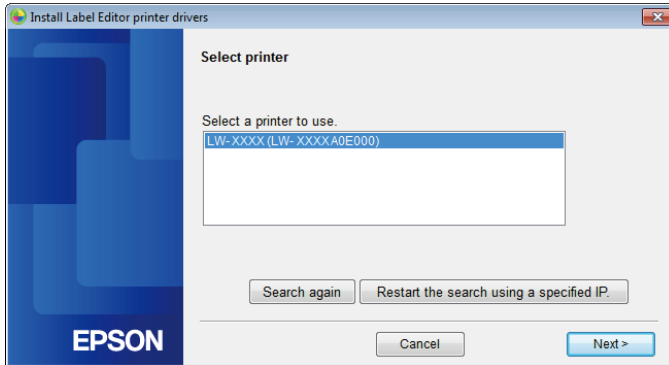 Install Label Editor printer drivers
Select printer
Select a printer to use.
LW-XXXX (LW-XXXXA0E000)
Search again
Restart the search using a specified IP.
EPSON
Cancel
Next >